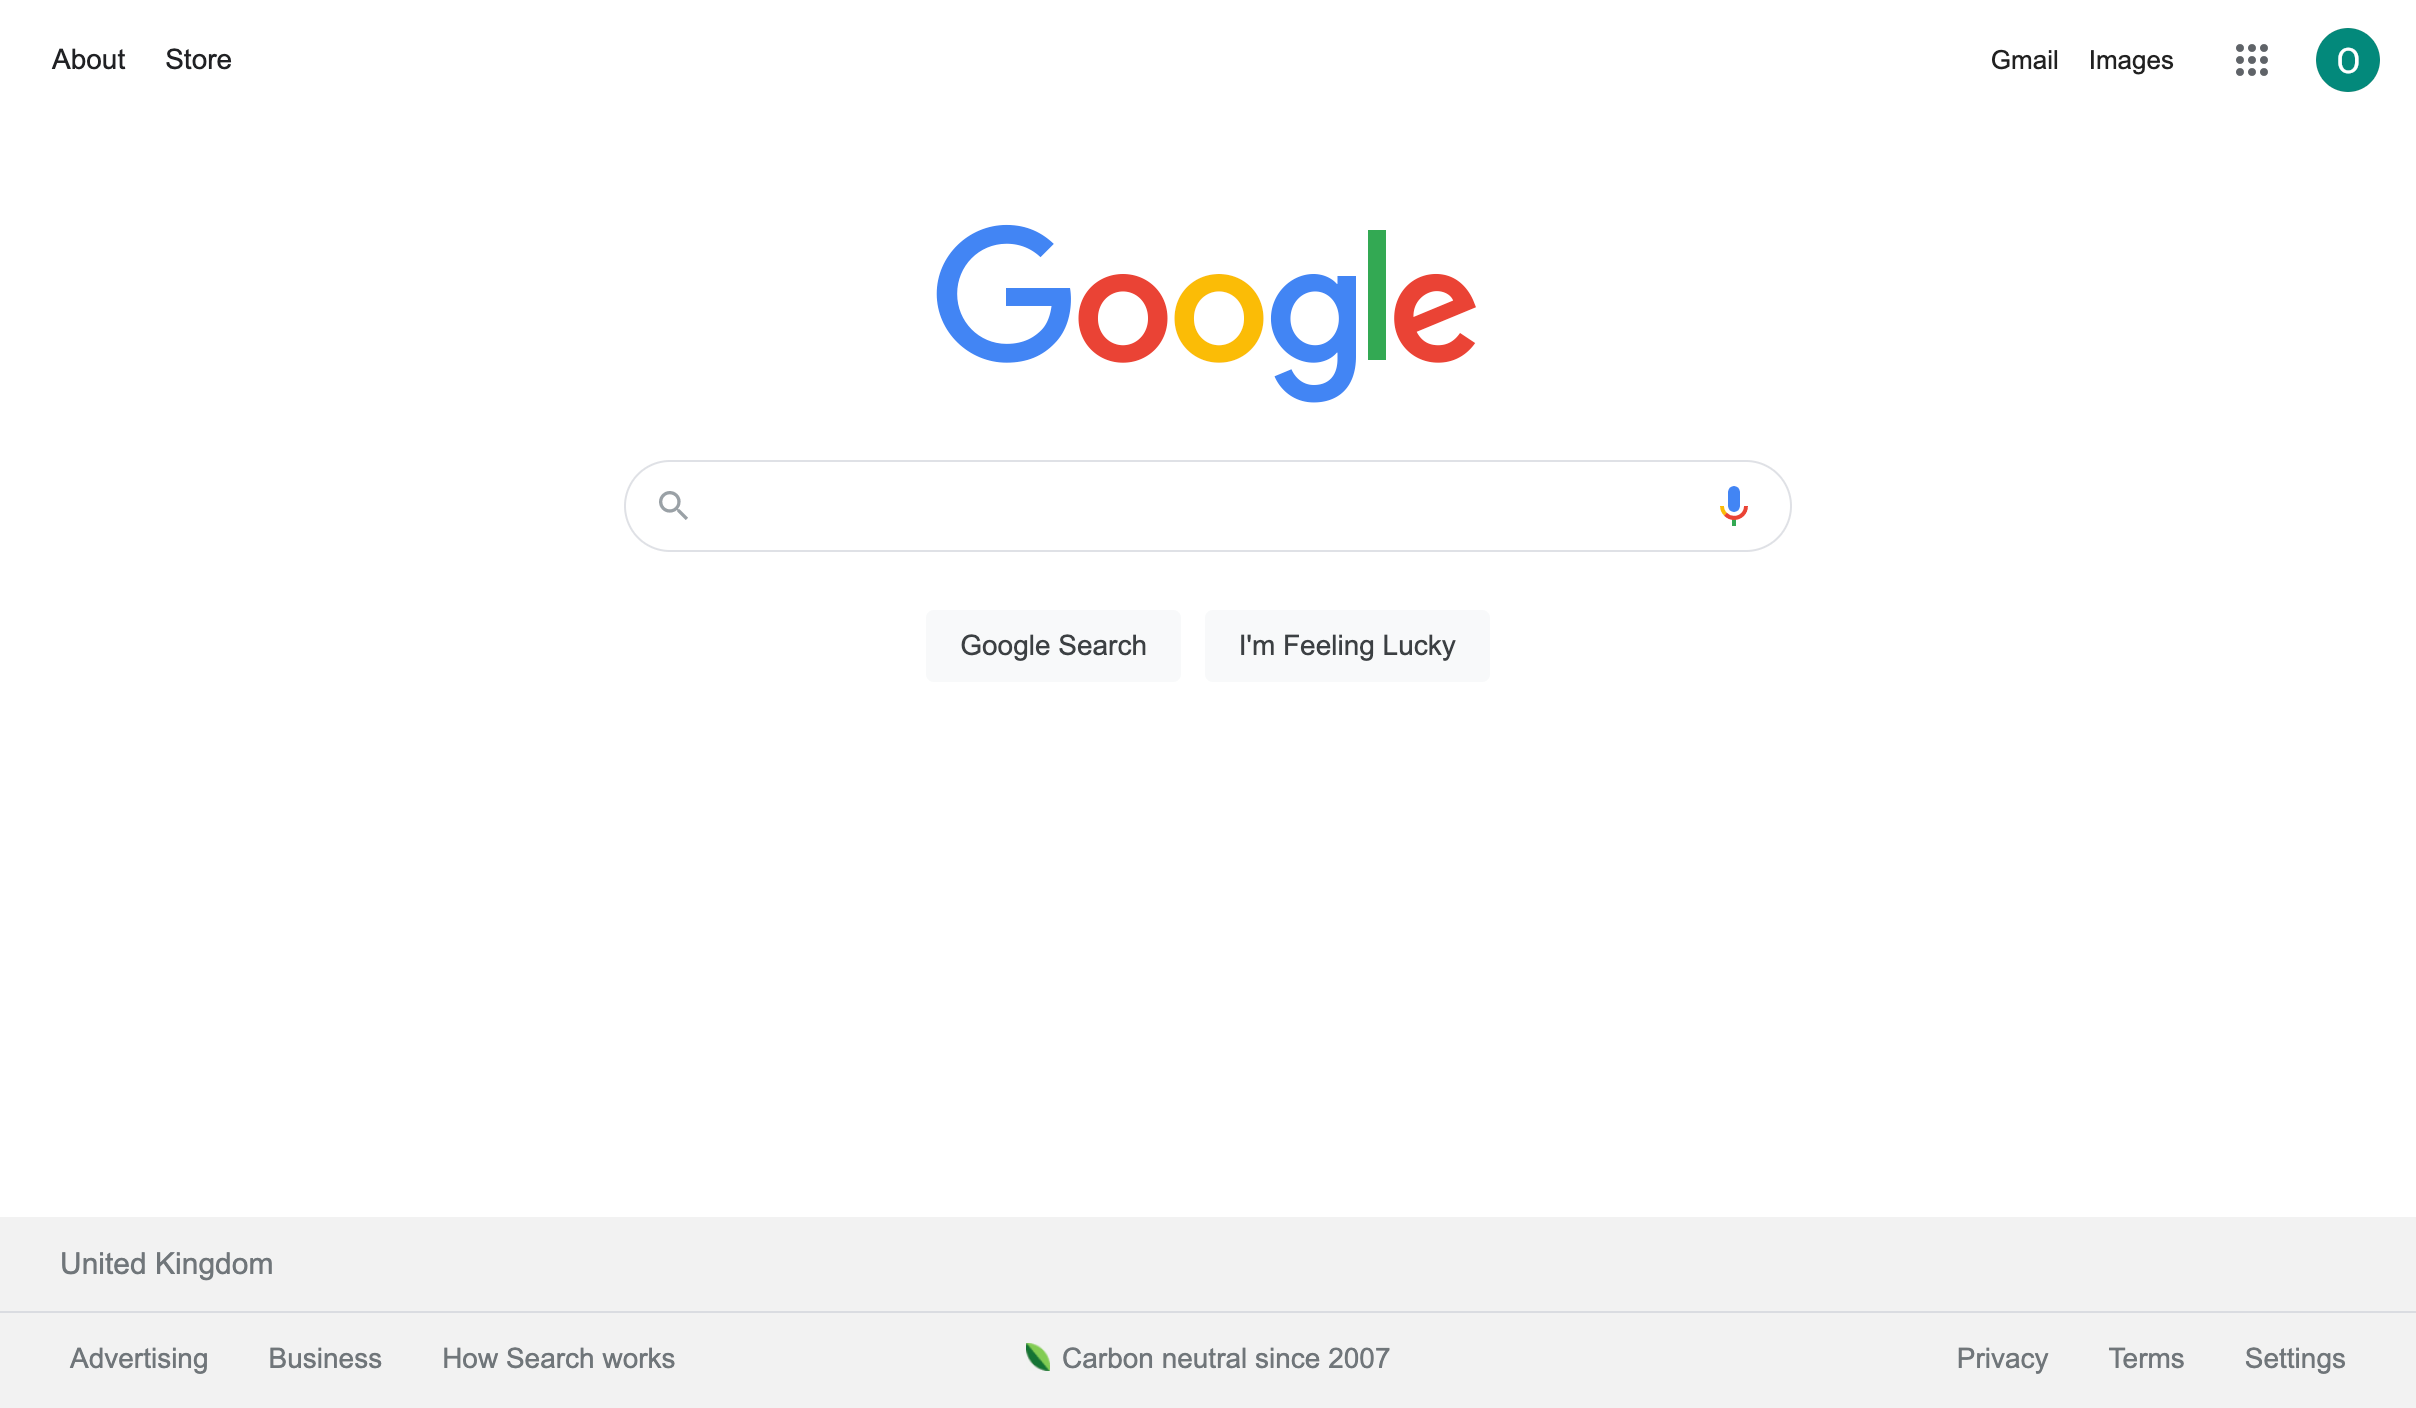 About Store Gmail Images O
Google
Google Search I'm Feeling Lucky
United Kingdom
Advertising Business How Search works Carbon neutral since 2007 Privacy Terms Settings